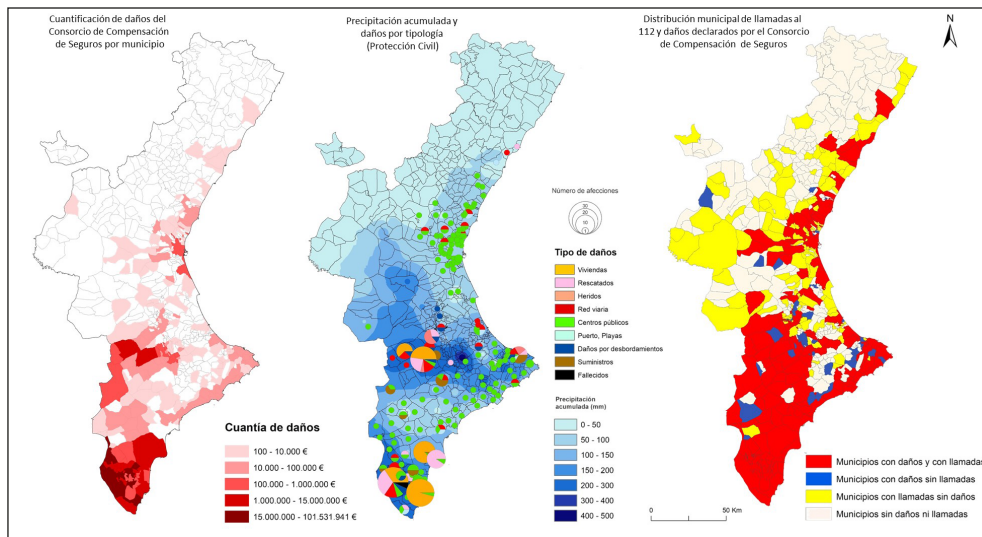 Cuantificación de daños del
Consorcio de Compensación
de Seguros por municipio
Cuantía de daños
100 - 10.000 €
10.000 - 100.000 €
100.000 - 1.000.000 €
1.000.000 - 15.000.000 €
15.000.000 - 101.531.941 €
Precipitación acumulada y
daños por tipología
(Protección Civil)
Número de afecciones
30
20
10
1
Tipo de daños
Viviendas
Rescatados
Heridos
Red viaria
Centros públicos
Puerto, Playas
Daños por desbordamientos
Suministros
Fallecidos
Precipitación
acumulada (mm)
0 - 50
50 - 100
100 - 150
150 - 200
200 - 300
300 - 400
400 - 500
Distribución municipal de llamadas al
112 y daños declarados por el Consorcio
de Compensación de Seguros
N
Municipios con daños y con llamadas
Municipios con daños sin llamadas
Municipios con llamadas sin daños
Municipios sin daños ni llamadas
0 50 Km